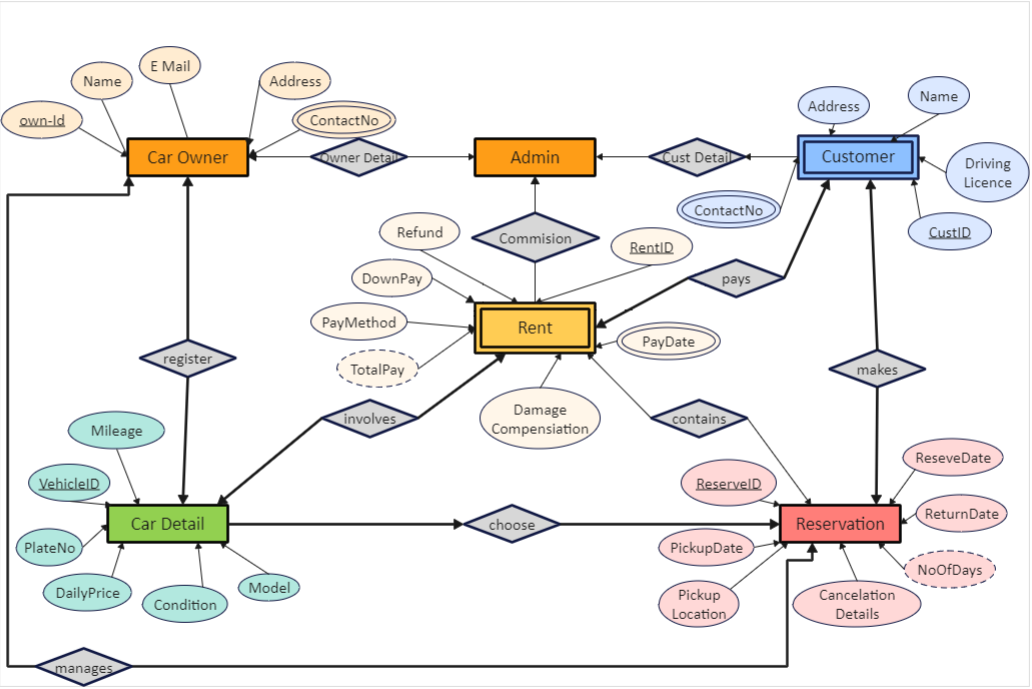 E Mail
Name
Address
own-Id
ContactNo
Car Owner
Owner Detail
Admin
Cust Detail
Customer
Address
Name
Driving
Licence
ContactNo
CustID
Refund
Commision
RentID
DownPay
pays
PayMethod
Rent
PayDate
TotalPay
register
makes
involves
Damage
Compensiation
contains
Mileage
VehicleID
ReserveID
ReseveDate
Car Detail
choose
Reservation
ReturnDate
PlateNo
PickupDate
NoOfDays
DailyPrice
Condition
Model
Pickup
Location
Cancelation
Details
manages